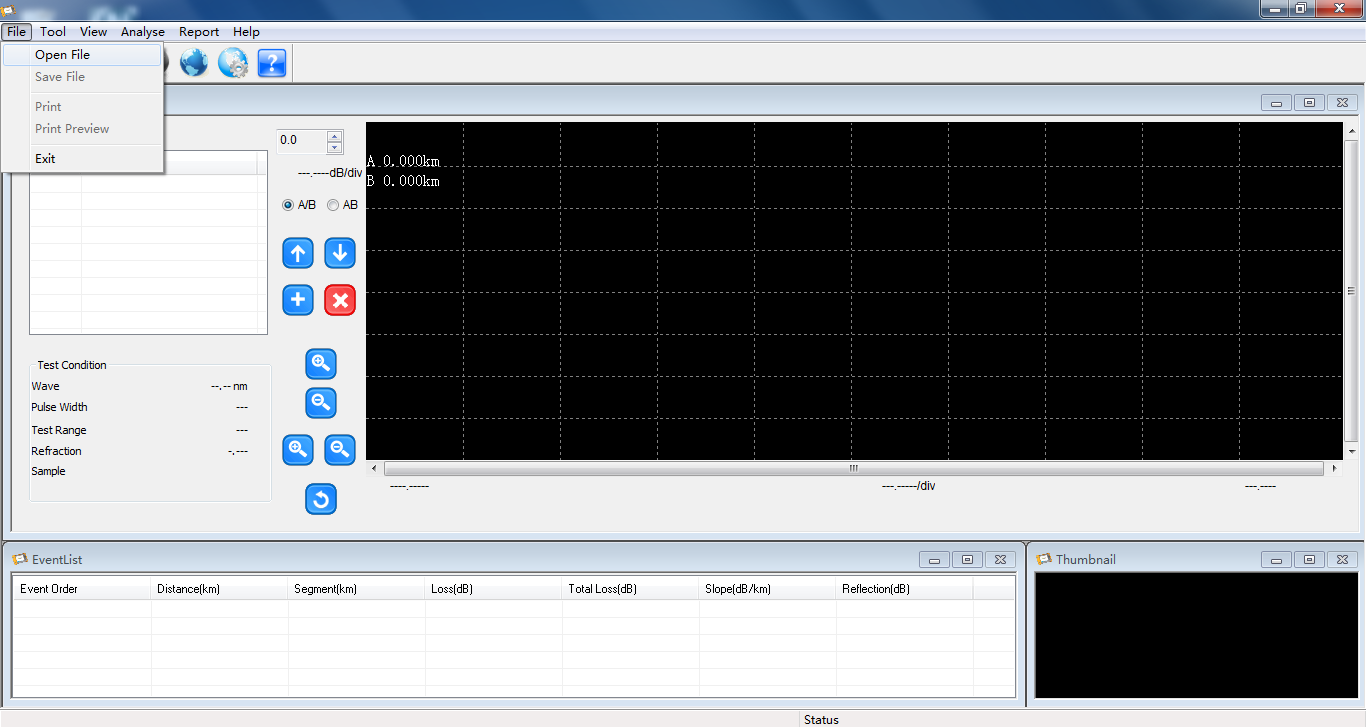 File Tool View Analyse Report Help
Open File
Save File
Print
Print Preview
Exit
?
0.0
---.----dB/div
A/B AB
A 0.000km
B 0.000km
Test Condition
Wave --.-- nm
Pulse Width ---
Test Range ---
Refraction -.---
Sample
----.----- ---.-----/div ---.----
EventList
Event Order Distance(km) Segment(km) Loss(dB) Total Loss(dB) Slope(dB/km) Reflection(dB)
Thumbnail
Status